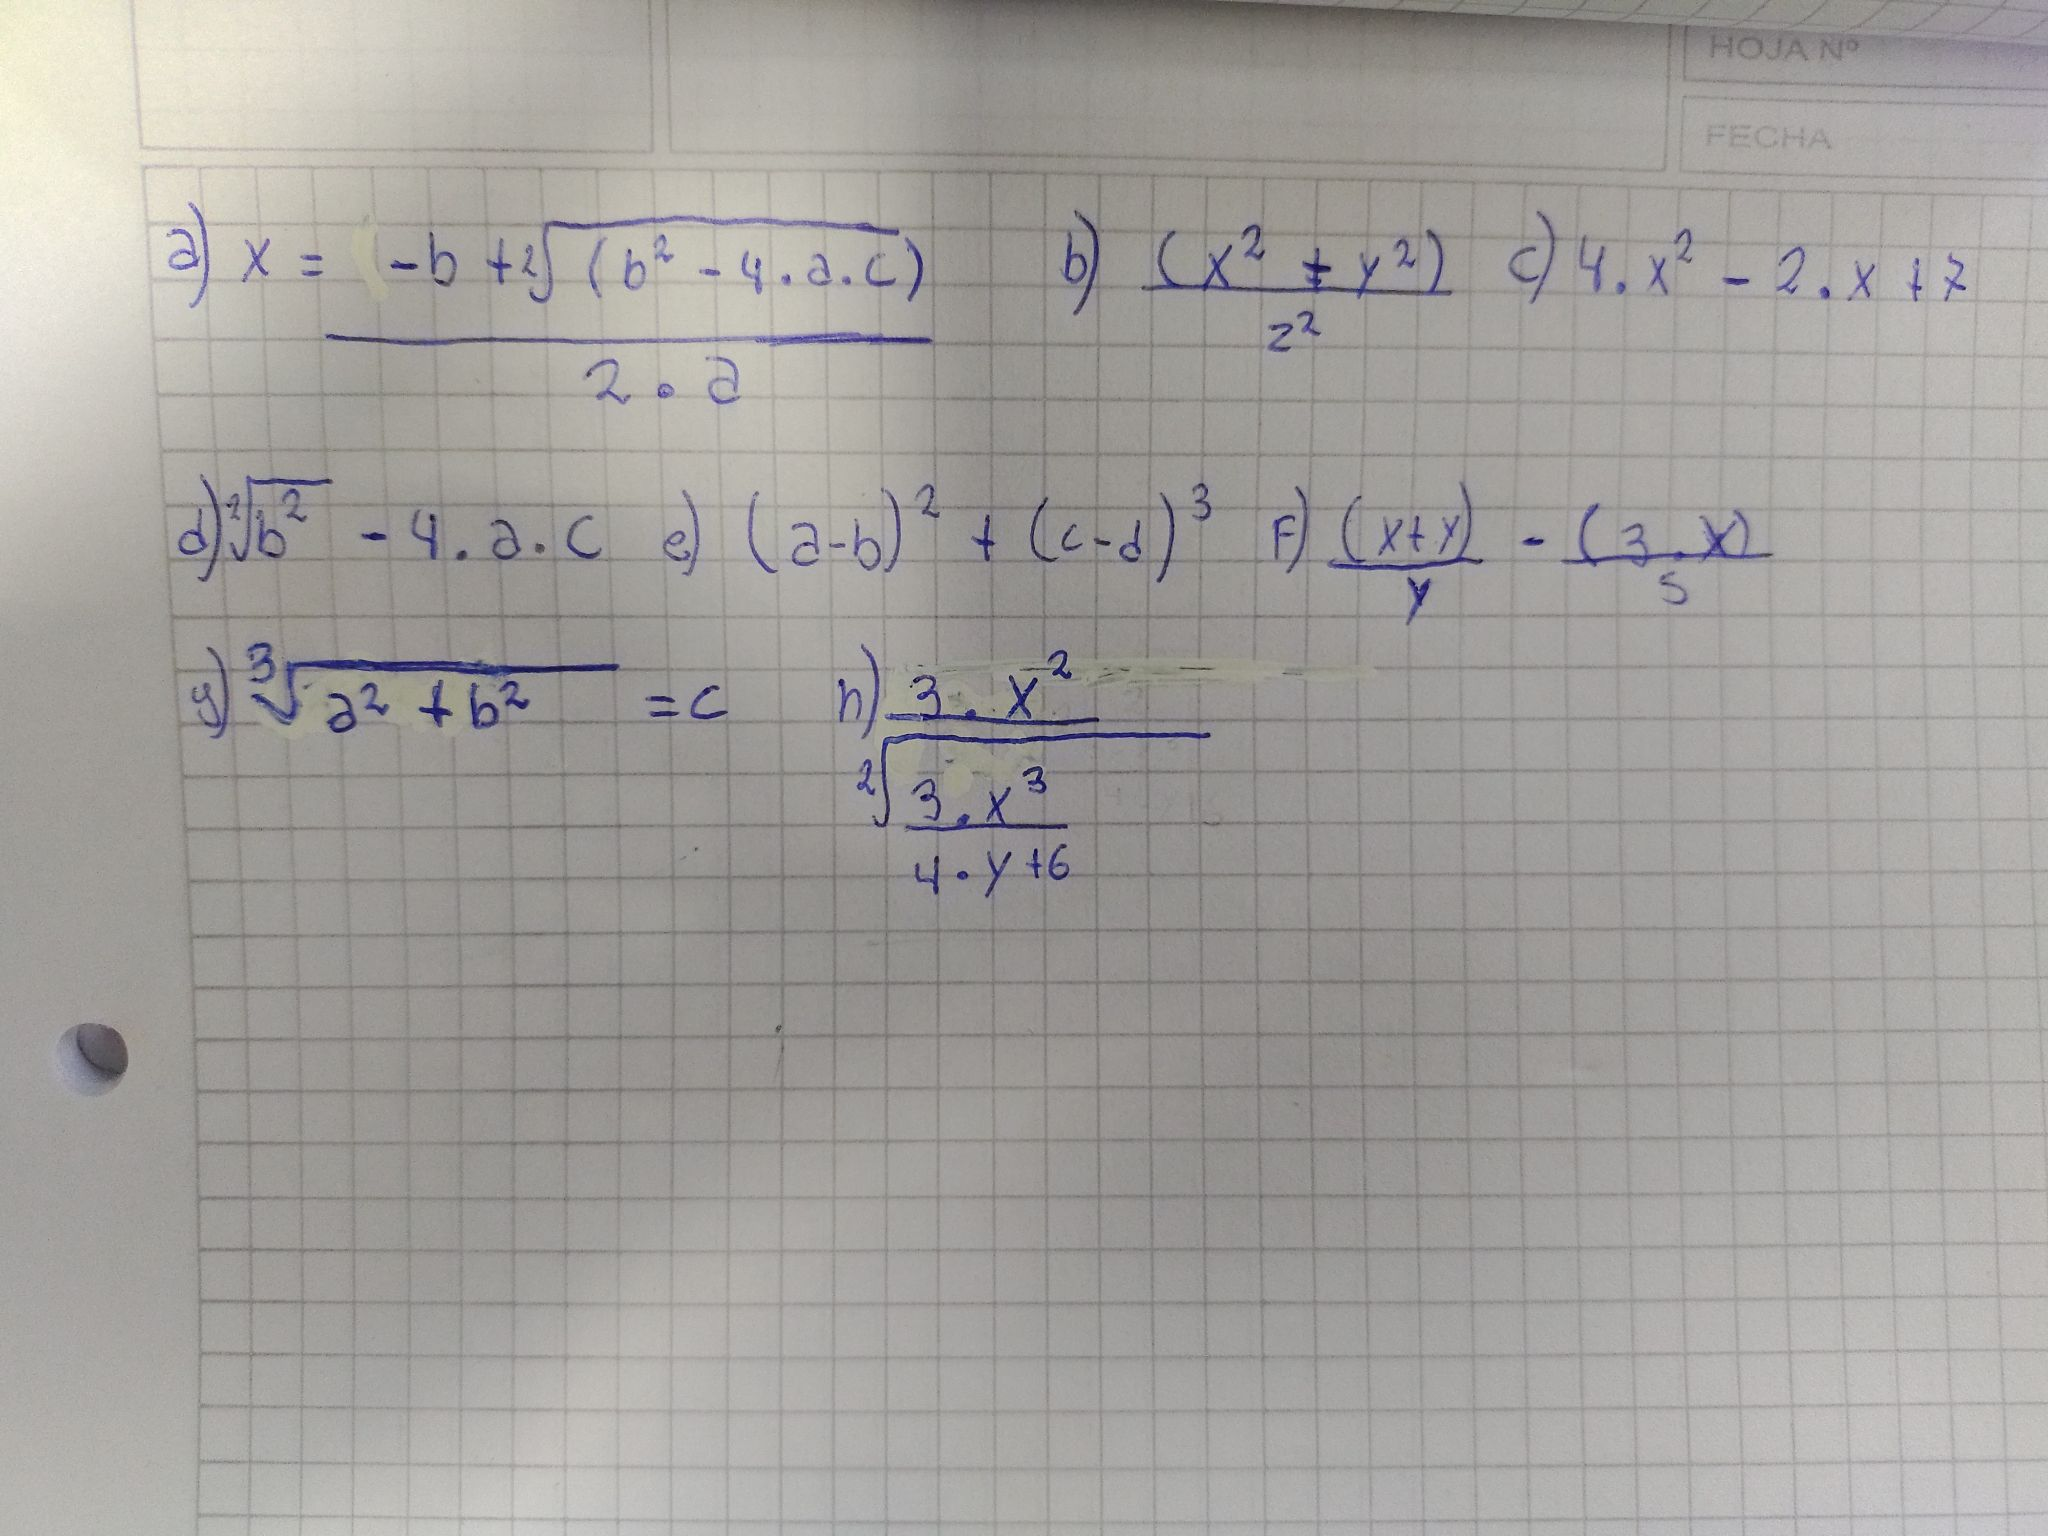 HOJA Nº
FECHA
a) x = -b + ²√(b² - 4.a.c) / 2.a b) (x² + y²) / z² c) 4.x² - 2.x + 7
d) ²√b² - 4.a.c e) (a-b)² + (c-d)³ F) (x+y) / y - (3.x) / 5
g) ³√a² + b² = c h) 3.x² / ²√3.x³ / 4.y+6